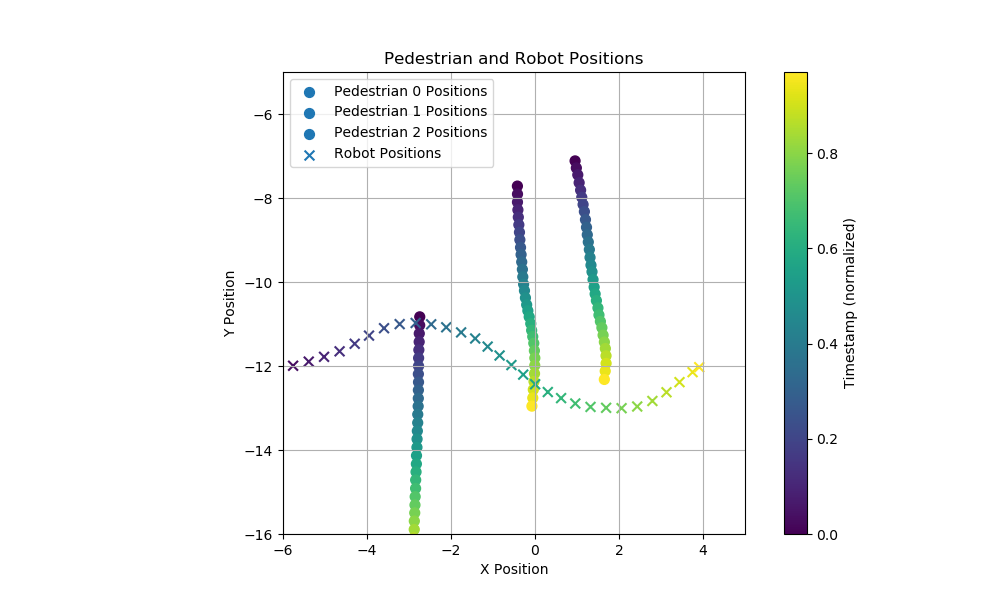 Pedestrian and Robot Positions
Pedestrian 0 Positions
Pedestrian 1 Positions
Pedestrian 2 Positions
Robot Positions
Y Position
−6
−8
−10
−12
−14
−16
−6
−4
−2
0
2
4
X Position
0.8
0.6
0.4
0.2
0.0
Timestamp (normalized)